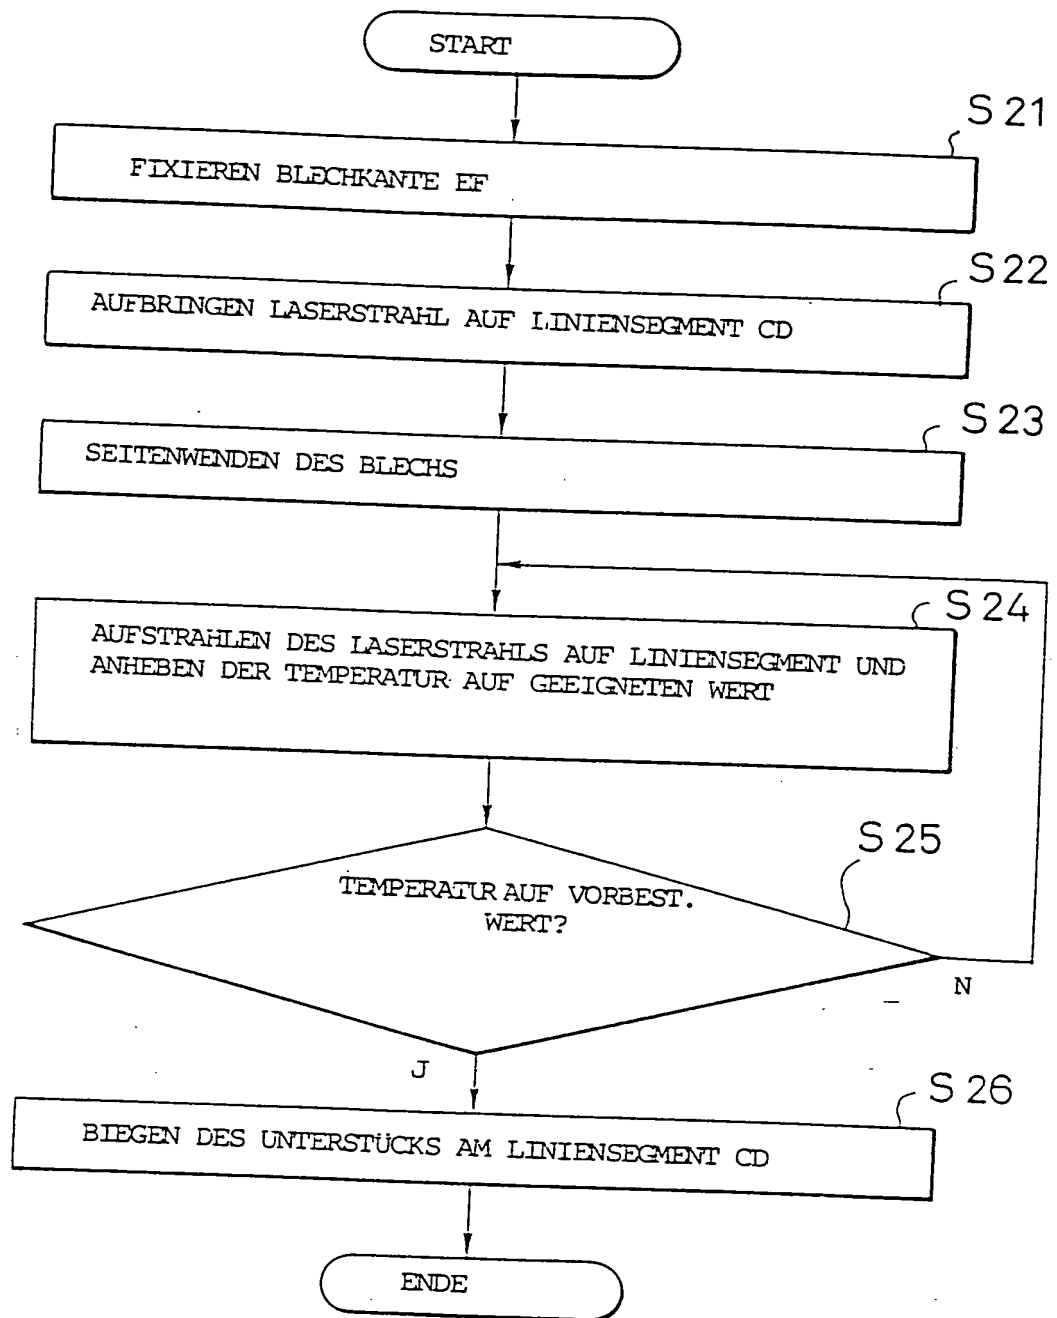 START
S 21
FIXIEREN BLECHKANTE EF
S 22
AUFBRINGEN LASERSTRAHL AUF LINIENSEGMENT CD
S 23
SEITENWENDEN DES BLECHS
S 24
AUFSTRAHLEN DES LASERSTRAHLS AUF LINIENSEGMENT UND
ANHEBEN DER TEMPERATUR AUF GEEIGNETEN WERT
S 25
TEMPERATUR AUF VORBEST.
WERT?
N
J
S 26
BIEGEN DES UNTERSTÜCKS AM LINIENSEGMENT CD
ENDE